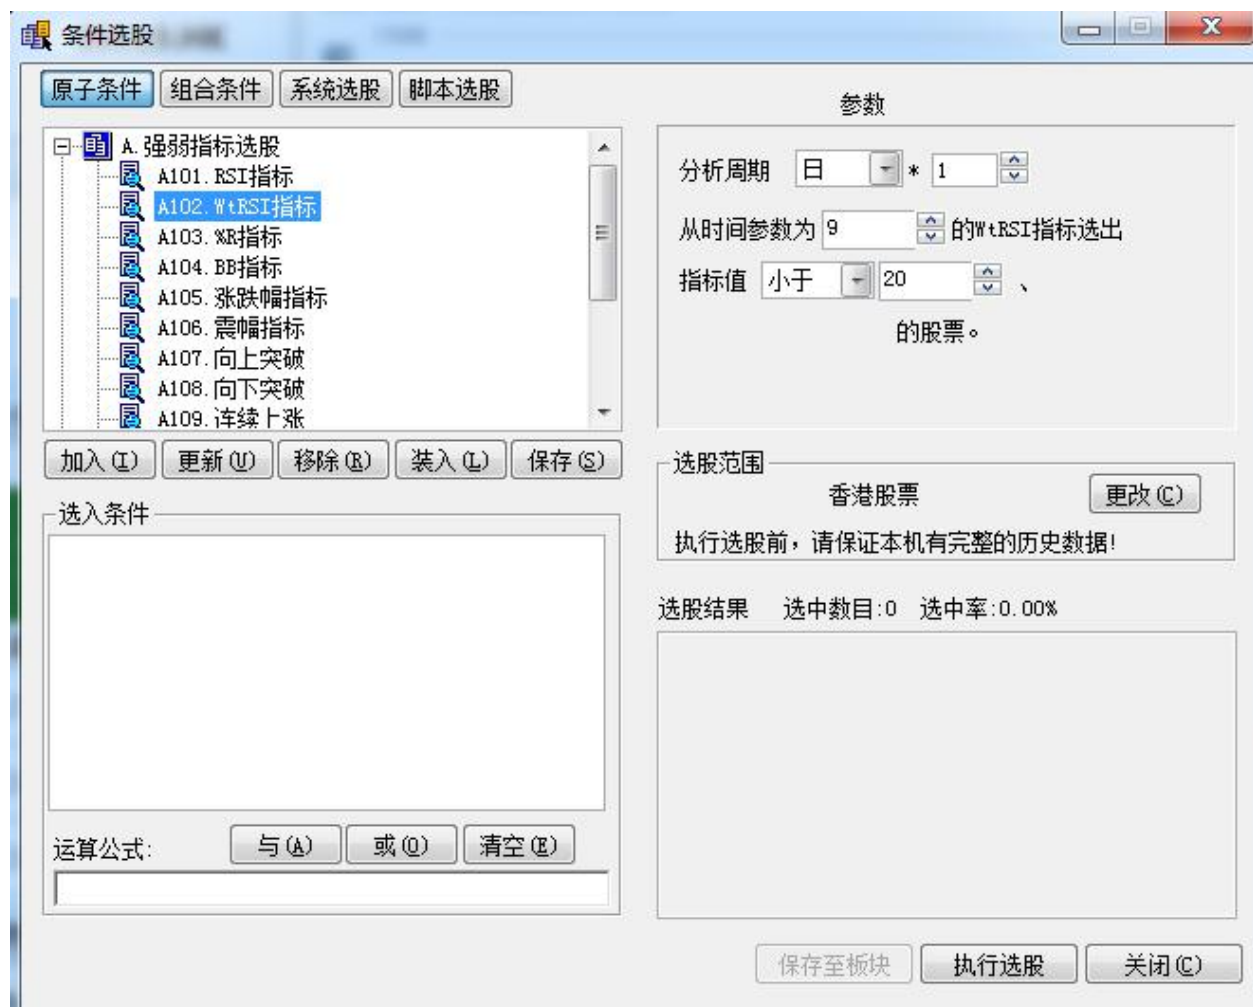 条件选股
原子条件 组合条件 系统选股 脚本选股
A.强弱指标选股
A101.RSI指标
A102.WtRSI指标
A103.%R指标
A104.BB指标
A105.涨跌幅指标
A106.震幅指标
A107.向上突破
A108.向下突破
A109.连续上涨
加入(I) 更新(U) 移除(R) 装入(L) 保存(S)
选入条件
运算公式: 与(A) 或(O) 清空(E)
参数
分析周期 日 * 1
从时间参数为 9 的WtRSI指标选出
指标值 小于 20 、
的股票。
选股范围
香港股票 更改(C)
执行选股前，请保证本机有完整的历史数据!
选股结果 选中数目:0 选中率:0.00%
保存至板块 执行选股 关闭(C)